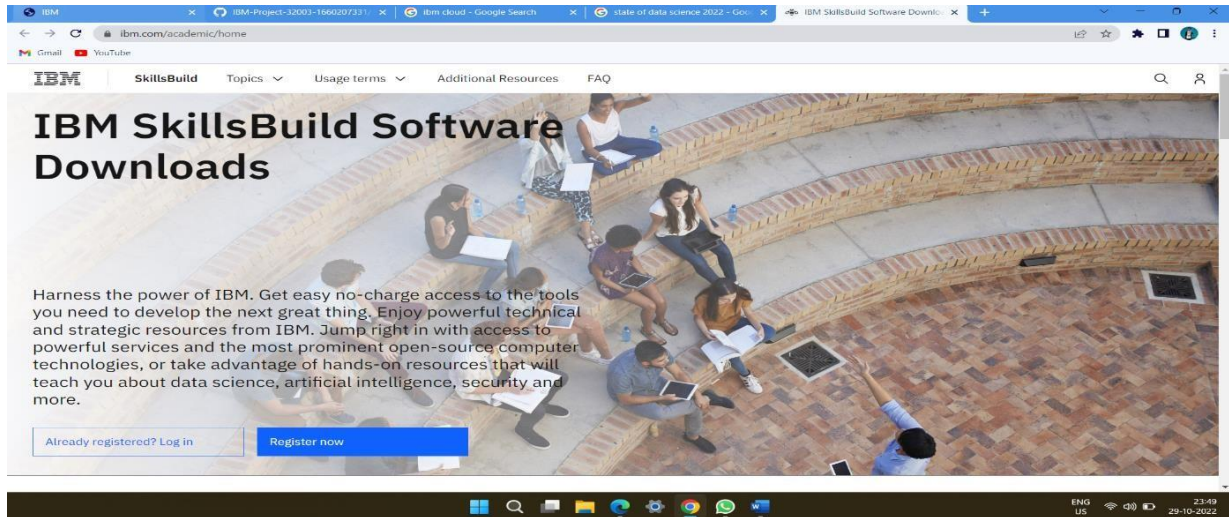 IBM
IBM-Project-32003-1660207331/
ibm cloud - Google Search
state of data science 2022 - Goo
IBM SkillsBuild Software Downlo
ibm.com/academic/home
Gmail
YouTube
IBM SkillsBuild Topics Usage terms Additional Resources FAQ
IBM SkillsBuild Software
Downloads
Harness the power of IBM. Get easy no-charge access to the tools
you need to develop the next great thing. Enjoy powerful technical
and strategic resources from IBM. Jump right in with access to
powerful services and the most prominent open-source computer
technologies, or take advantage of hands-on resources that will
teach you about data science, artificial intelligence, security and
more.
Already registered? Log in
Register now
ENG
US
23:49
29-10-2022